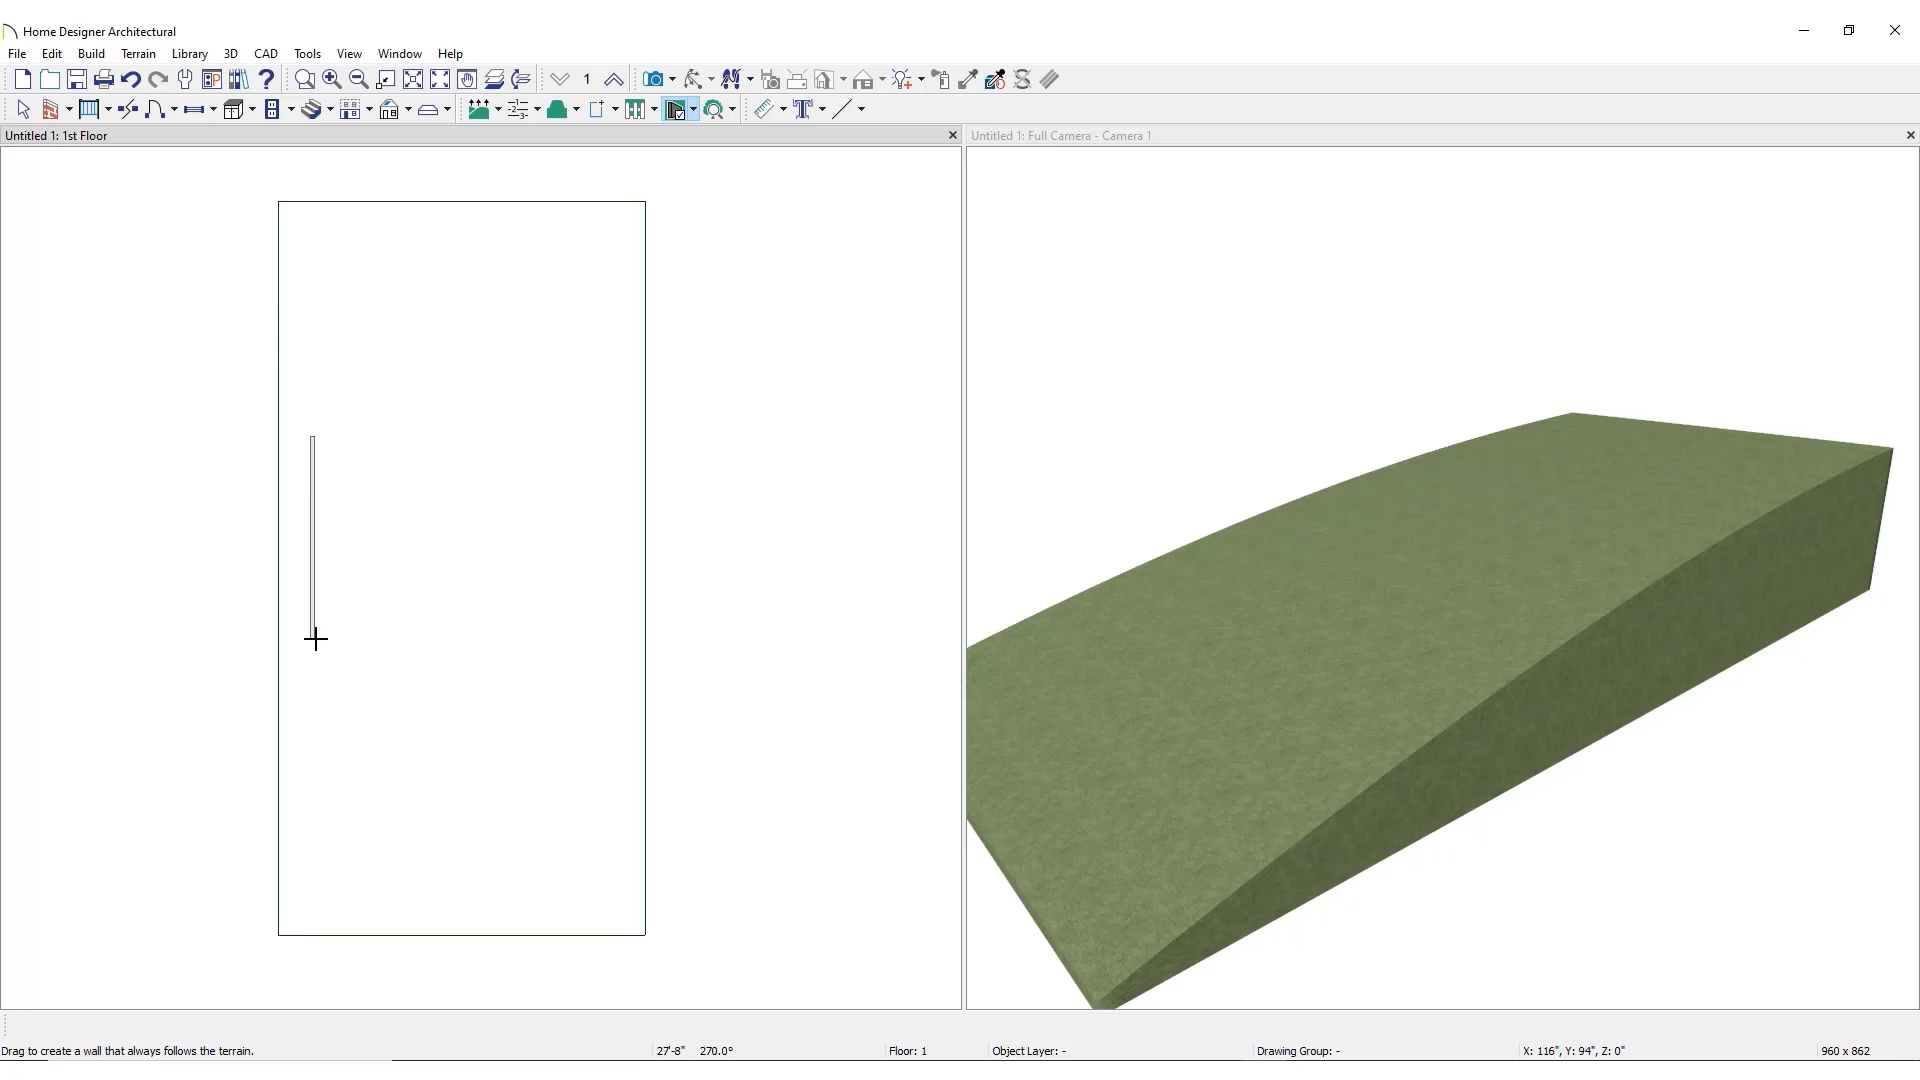 Home Designer Architectural
File Edit Build Terrain Library 3D CAD Tools View Window Help
1
Untitled 1: 1st Floor
Untitled 1: Full Camera - Camera 1
Drag to create a wall that always follows the terrain.
27'-8" 270.0°
Floor: 1
Object Layer: -
Drawing Group: -
X: 116", Y: 94", Z: 0"
960 x 862